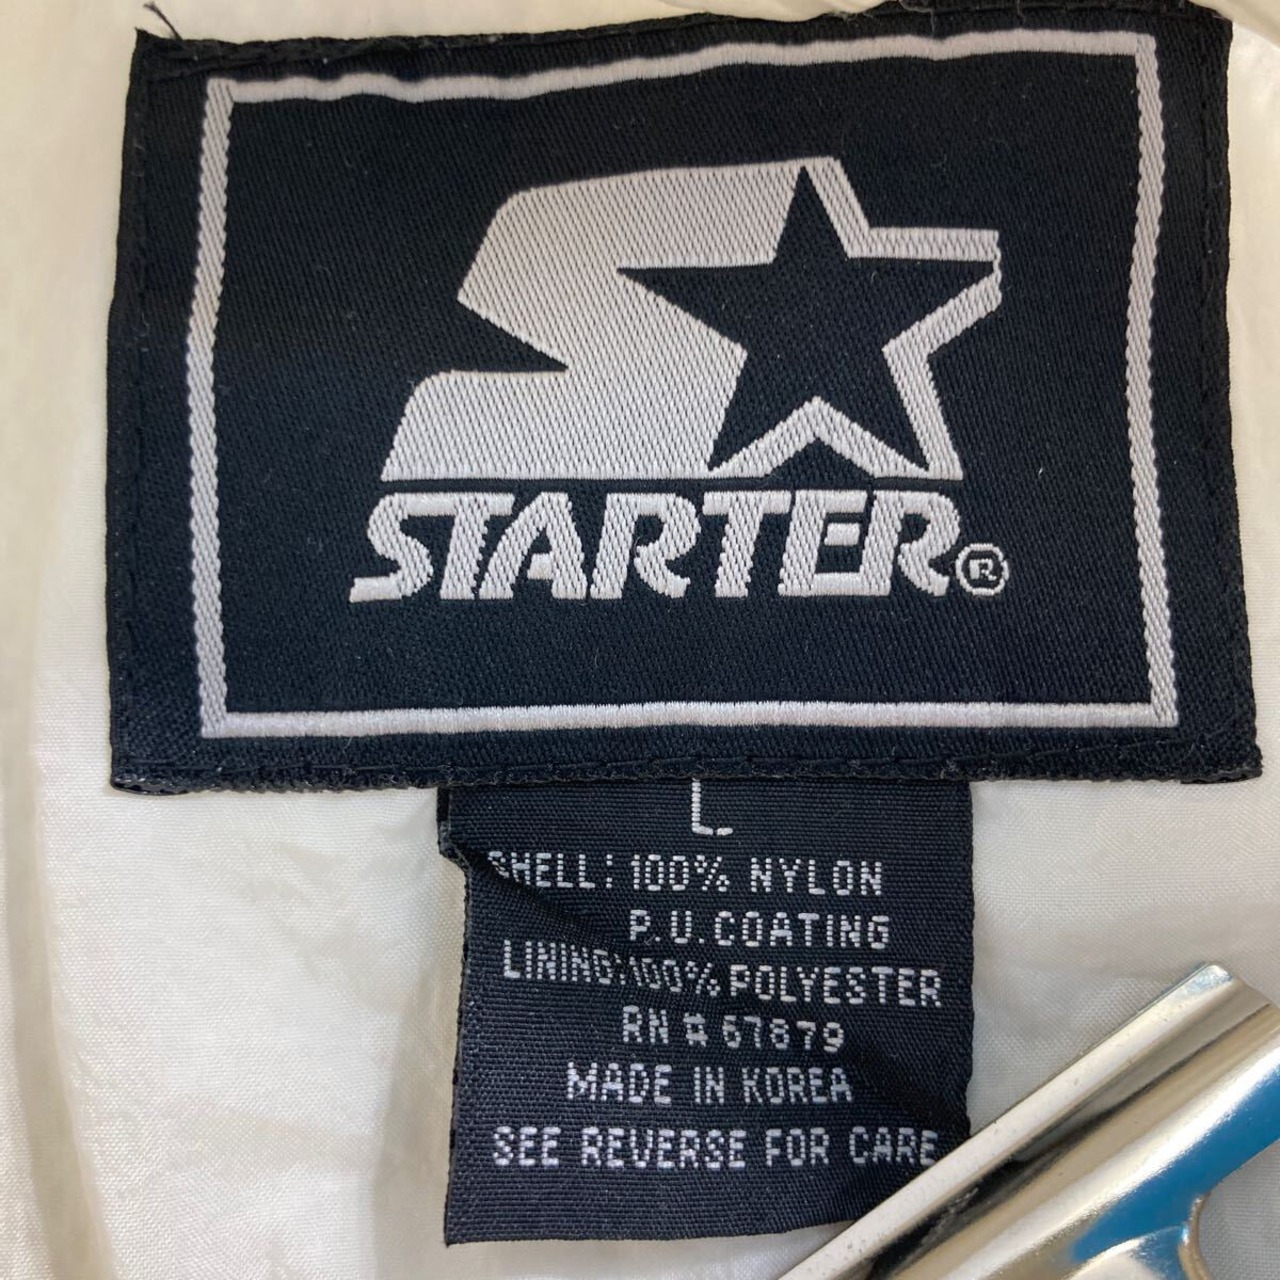 STARTER®
L
SHELL: 100% NYLON
P.U.COATING
LINING:100% POLYESTER
RN # 67879
MADE IN KOREA
SEE REVERSE FOR CARE